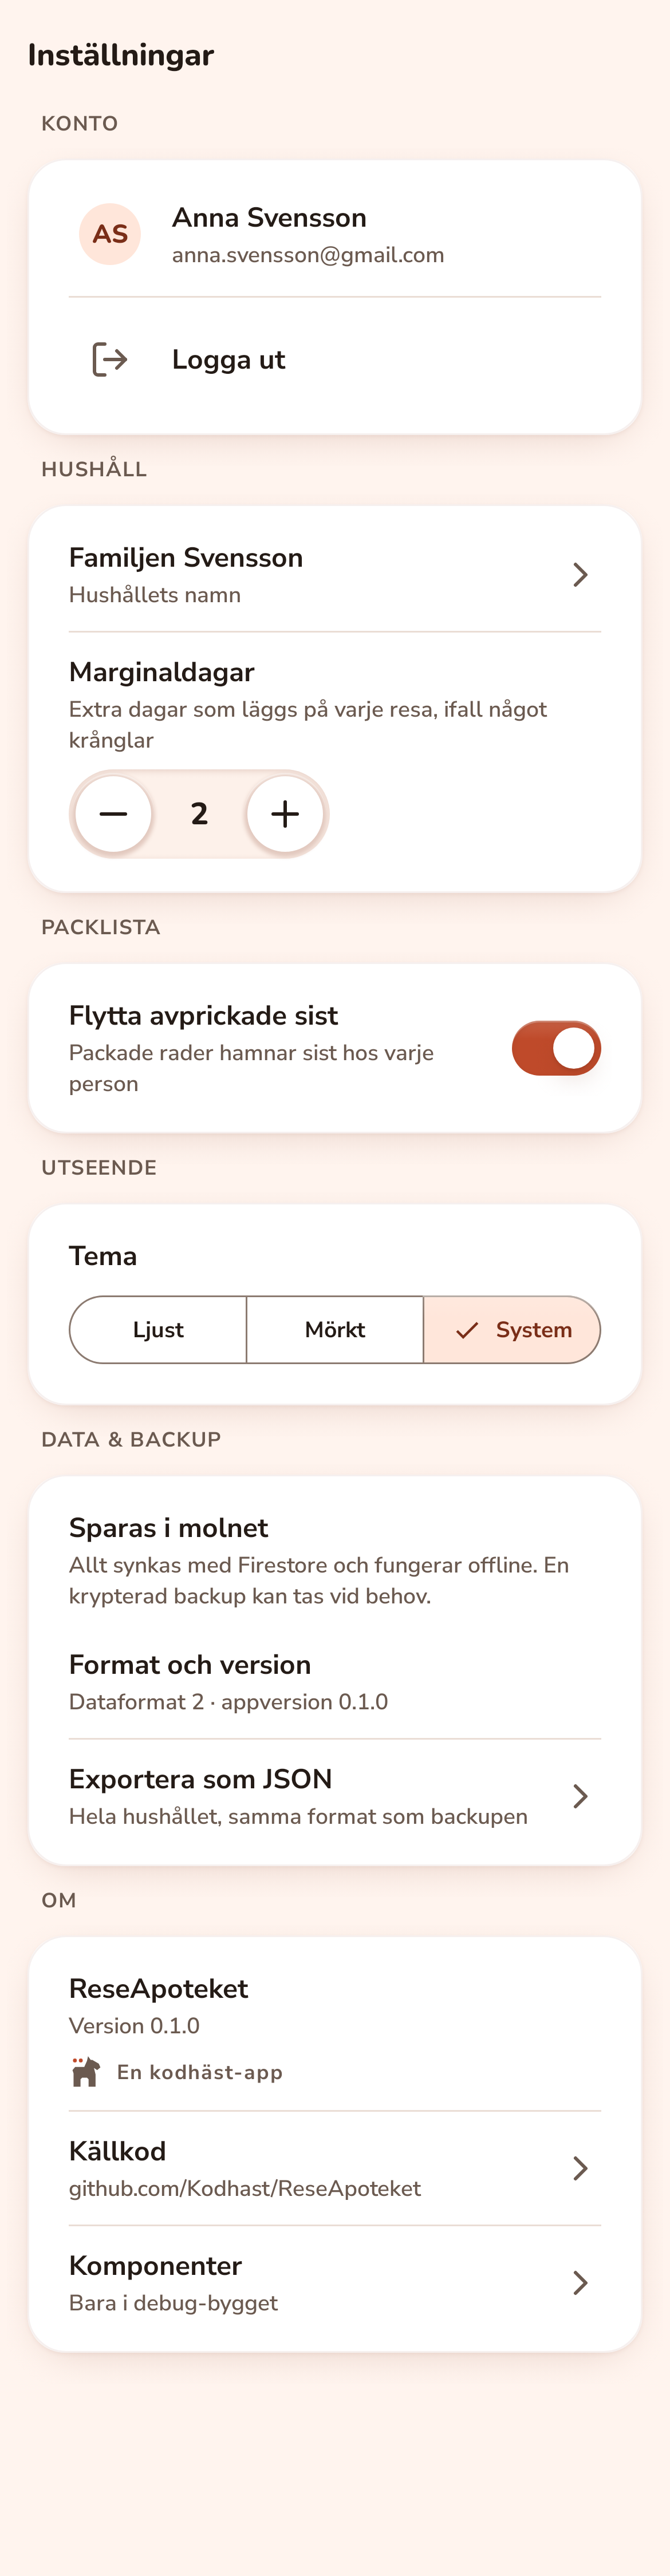 Inställningar
KONTO
AS
Anna Svensson
anna.svensson@gmail.com
Logga ut
HUSHÅLL
Familjen Svensson
Hushållets namn
Marginaldagar
Extra dagar som läggs på varje resa, ifall något
krånglar
2
PACKLISTA
Flytta avprickade sist
Packade rader hamnar sist hos varje
person
UTSEENDE
Tema
Ljust
Mörkt
System
DATA & BACKUP
Sparas i molnet
Allt synkas med Firestore och fungerar offline. En
krypterad backup kan tas vid behov.
Format och version
Dataformat 2 · appversion 0.1.0
Exportera som JSON
Hela hushållet, samma format som backupen
OM
ReseApoteket
Version 0.1.0
En kodhäst-app
Källkod
github.com/Kodhast/ReseApoteket
Komponenter
Bara i debug-bygget